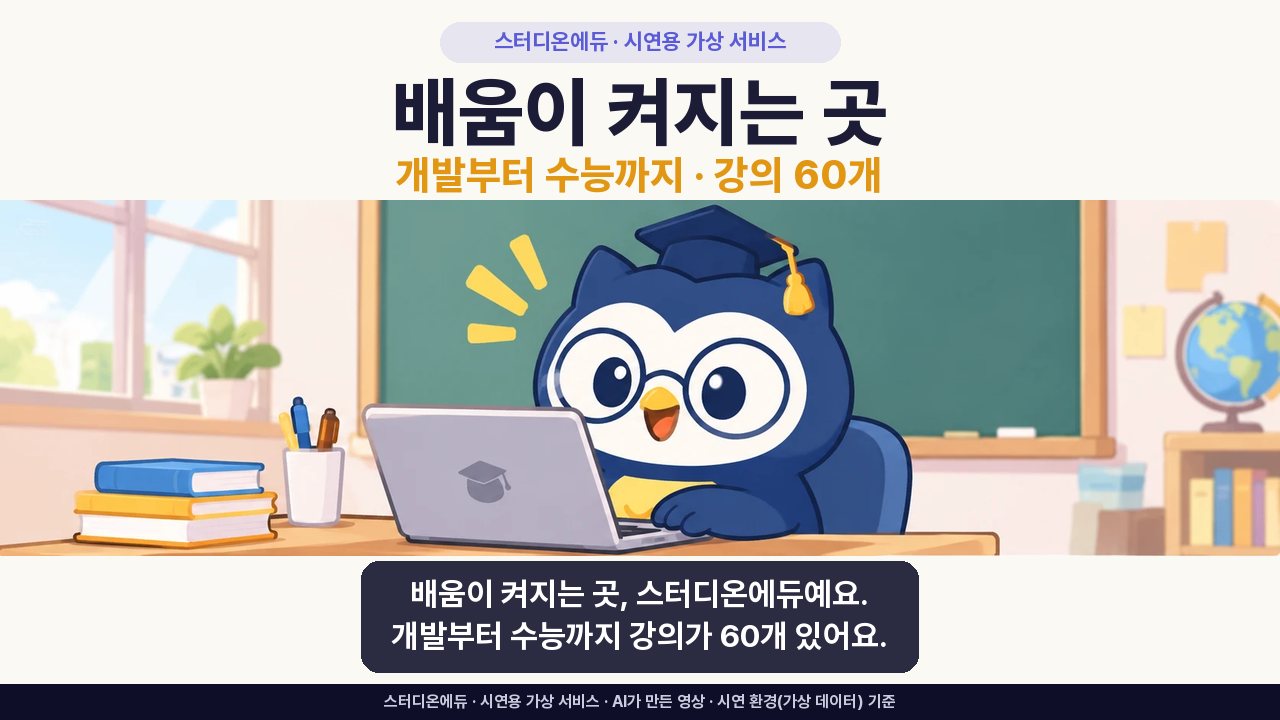 스터디온에듀 · 시연용 가상 서비스
배움이 켜지는 곳
개발부터 수능까지 · 강의 60개
배움이 켜지는 곳, 스터디온에듀예요.
개발부터 수능까지 강의가 60개 있어요.
스터디온에듀 · 시연용 가상 서비스 · AI가 만든 영상 · 시연 환경(가상 데이터) 기준